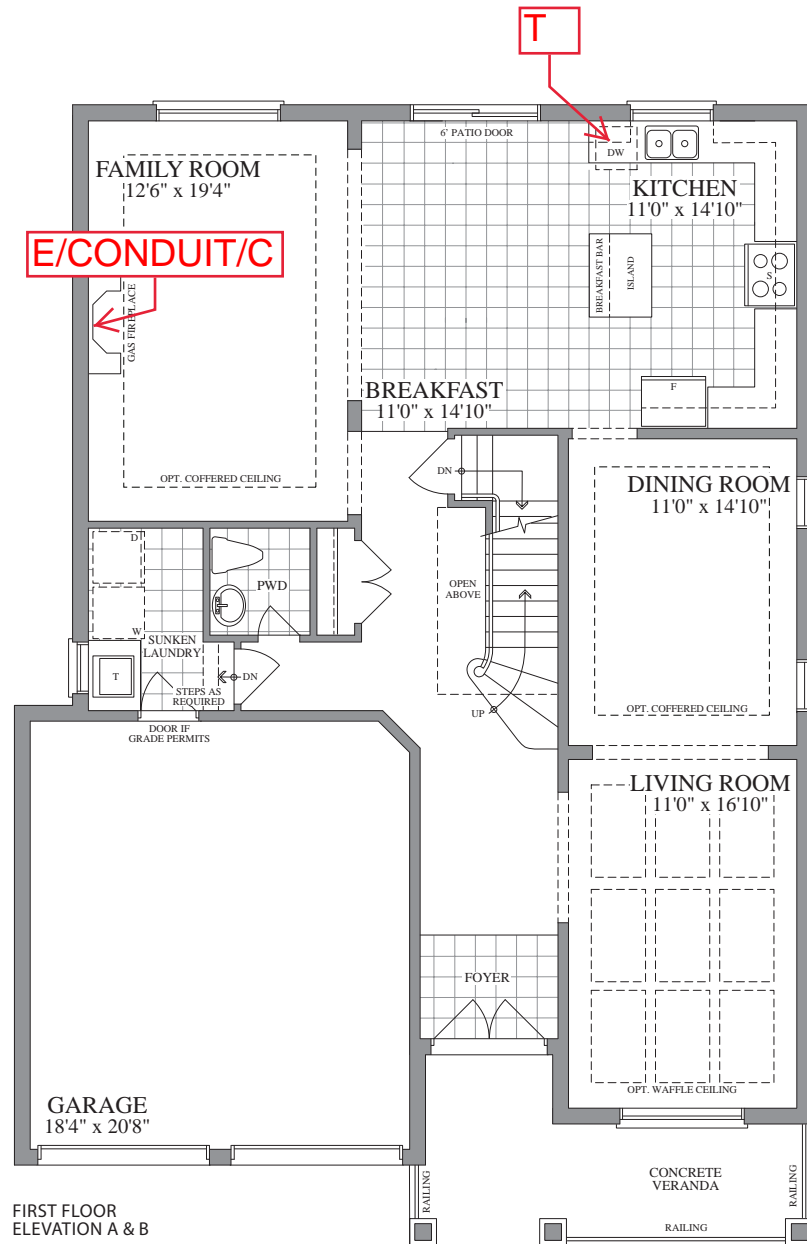 T
6' PATIO DOOR
DW
FAMILY ROOM
12'6" x 19'4"
KITCHEN
11'0" x 14'10"
E/CONDUIT/C
GAS FIREPLACE
BREAKFAST BAR
ISLAND
S
F
BREAKFAST
11'0" x 14'10"
OPT. COFFERED CEILING
DN
DINING ROOM
11'0" x 14'10"
D
W
PWD
OPEN
ABOVE
SUNKEN
LAUNDRY
T
STEPS AS
REQUIRED
DN
UP
OPT. COFFERED CEILING
DOOR IF
GRADE PERMITS
LIVING ROOM
11'0" x 16'10"
FOYER
OPT. WAFFLE CEILING
GARAGE
18'4" x 20'8"
CONCRETE
VERANDA
RAILING
RAILING
RAILING
FIRST FLOOR
ELEVATION A & B